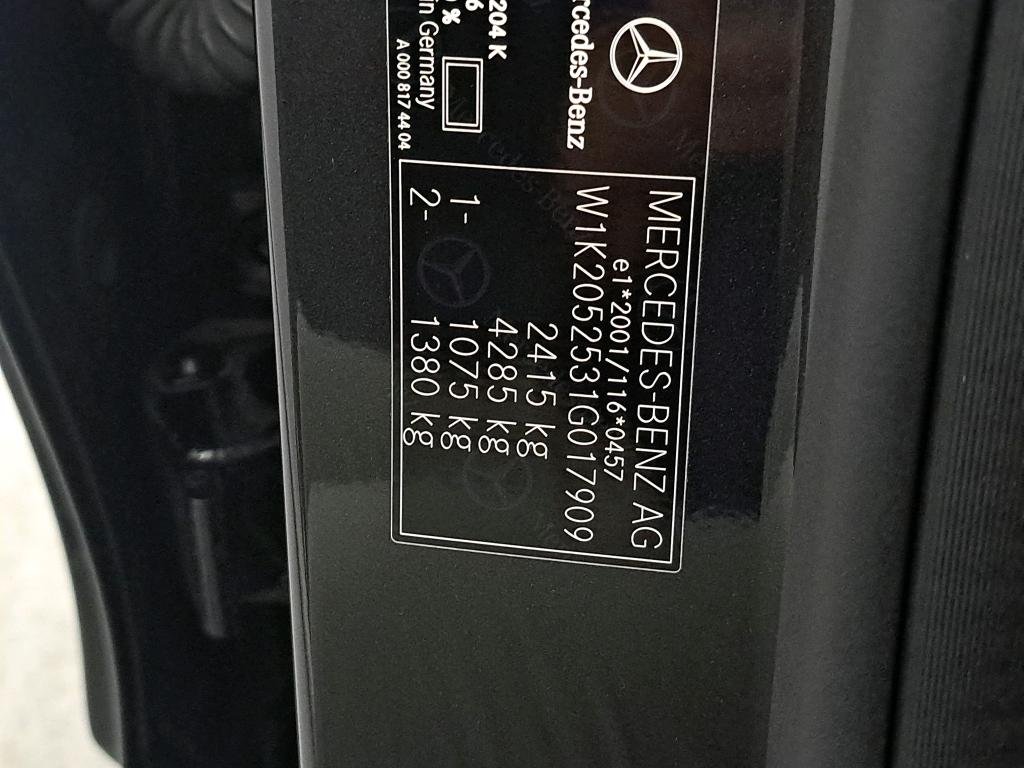 MERCEDES-BENZ AG
e1*2001/116*0457
W1K2052531G017909
2415 kg
4285 kg
1- 1075 kg
2- 1380 kg
204 K
6
%
in Germany
A 000 817 44 04
Mercedes-Benz